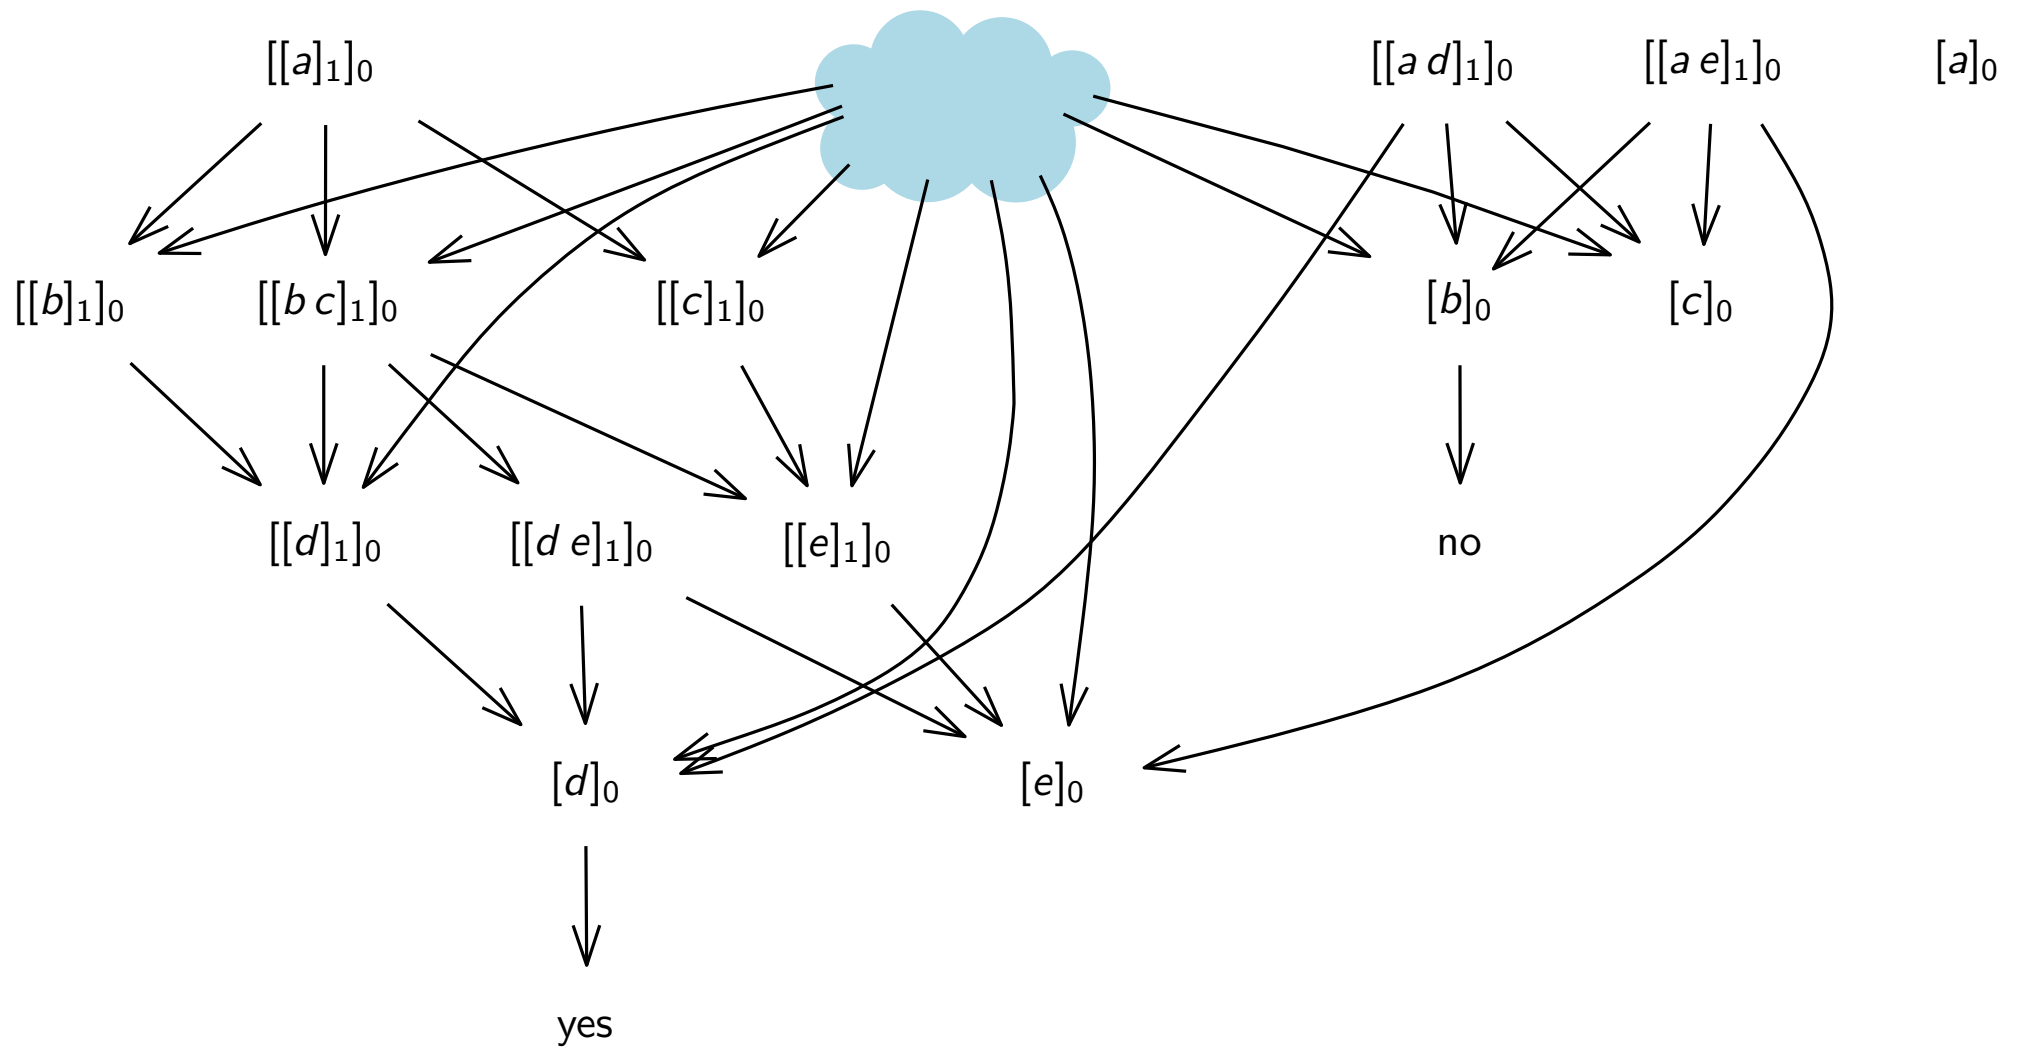 [[a]₁]₀ [[a d]₁]₀ [[a e]₁]₀ [a]₀
[[b]₁]₀ [[b c]₁]₀ [[c]₁]₀ [b]₀ [c]₀
[[d]₁]₀ [[d e]₁]₀ [[e]₁]₀ no
[d]₀ [e]₀
yes